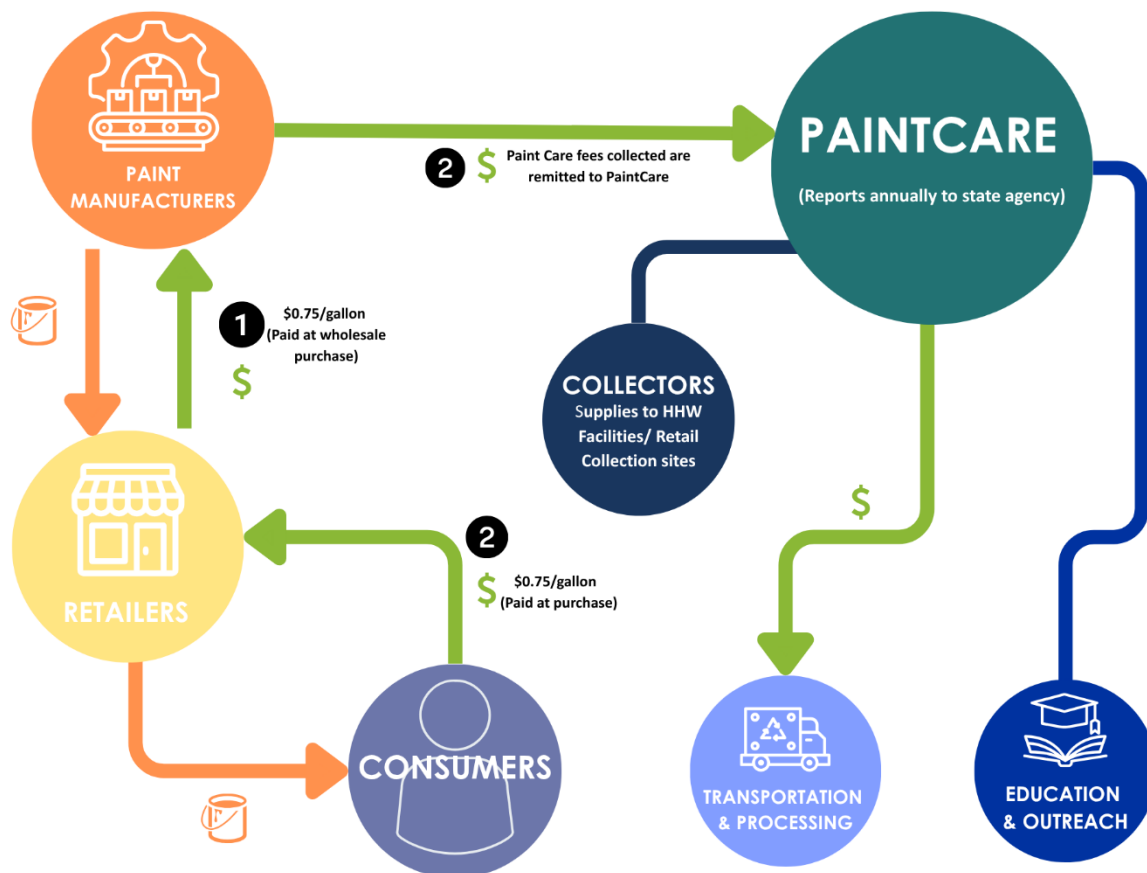 PAINT
MANUFACTURERS
2
$
Paint Care fees collected are
remitted to PaintCare
PAINTCARE
(Reports annually to state agency)
1
$0.75/gallon
(Paid at wholesale
purchase)
$
COLLECTORS
Supplies to HHW
Facilities/ Retail
Collection sites
RETAILERS
2
$
$0.75/gallon
(Paid at purchase)
$
CONSUMERS
TRANSPORTATION
& PROCESSING
EDUCATION
& OUTREACH